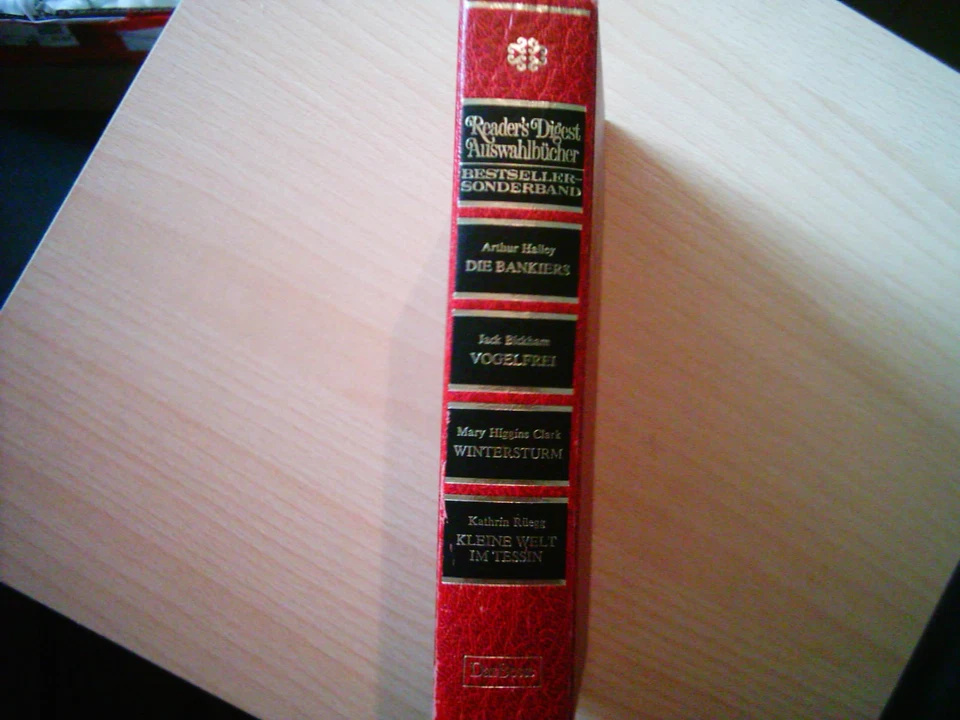 Reader's Digest
Auswahlbücher
BESTSELLER-
SONDERBAND
Arthur Hailey
DIE BANKIERS
Jack Bickham
VOGELFREI
Mary Higgins Clark
WINTERSTURM
Kathrin Rüegg
KLEINE WELT
IM TESSIN
Das Beste